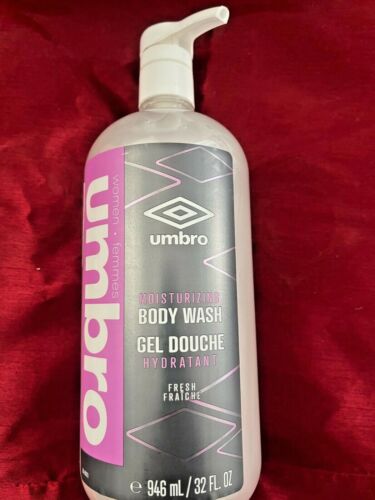 women • femmes
umbro
umbro
MOISTURIZING
BODY WASH
GEL DOUCHE
HYDRATANT
FRESH
FRAÎCHE
℮ 946 mL / 32 FL. OZ